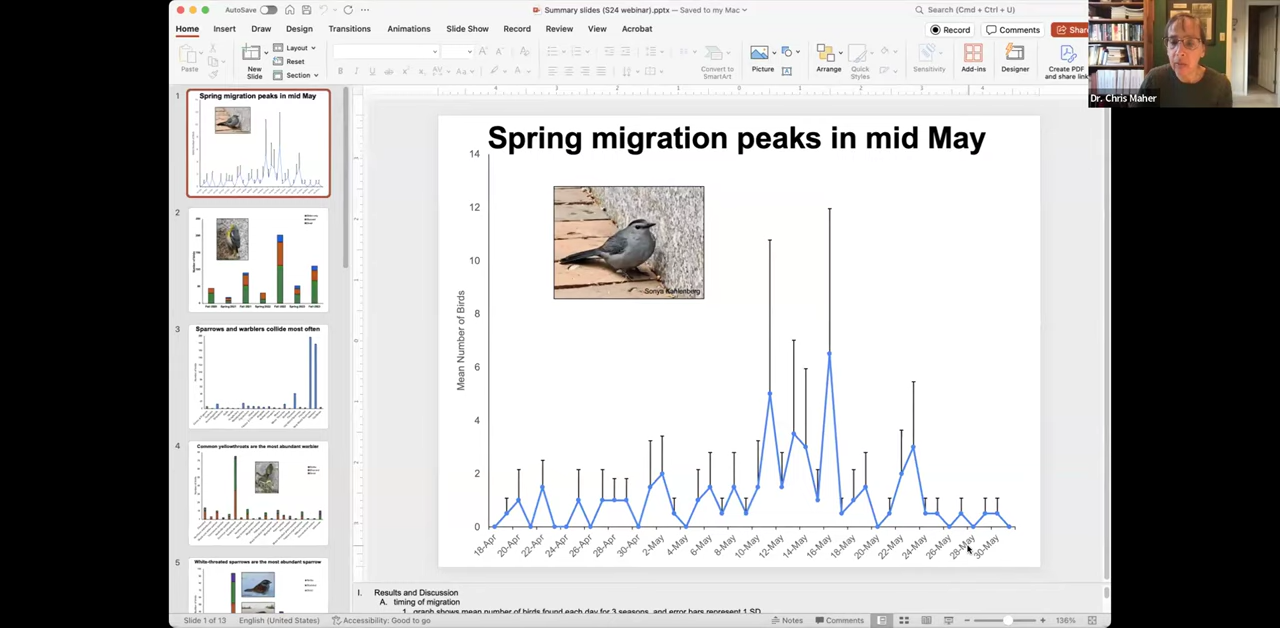 AutoSave
Summary slides (S24 webinar).pptx — Saved to my Mac
Search (Cmd + Ctrl + U)
Home Insert Draw Design Transitions Animations Slide Show Record Review View Acrobat
Record Comments Share
Paste
New
Slide
Layout
Reset
Section
Convert to
SmartArt
Picture
Arrange
Quick
Styles
Sensitivity
Add-ins
Designer
Create PDF
and share link
Dr. Chris Maher
1
Spring migration peaks in mid May
2
3
Sparrows and warblers collide most often
4
Common yellowthroats are the most abundant warbler
5
White-throated sparrows are the most abundant sparrow
Spring migration peaks in mid May
Mean Number of Birds
14
12
10
8
6
4
2
0
Sonya Kahlenberg
18-Apr 20-Apr 22-Apr 24-Apr 26-Apr 28-Apr 30-Apr 2-May 4-May 6-May 8-May 10-May 12-May 14-May 16-May 18-May 20-May 22-May 24-May 26-May 28-May 30-May
I. Results and Discussion
A. timing of migration
1. graph shows mean number of birds found each day for 3 seasons, and error bars represent 1 SD
Slide 1 of 13 English (United States) Accessibility: Good to go Notes Comments 136%